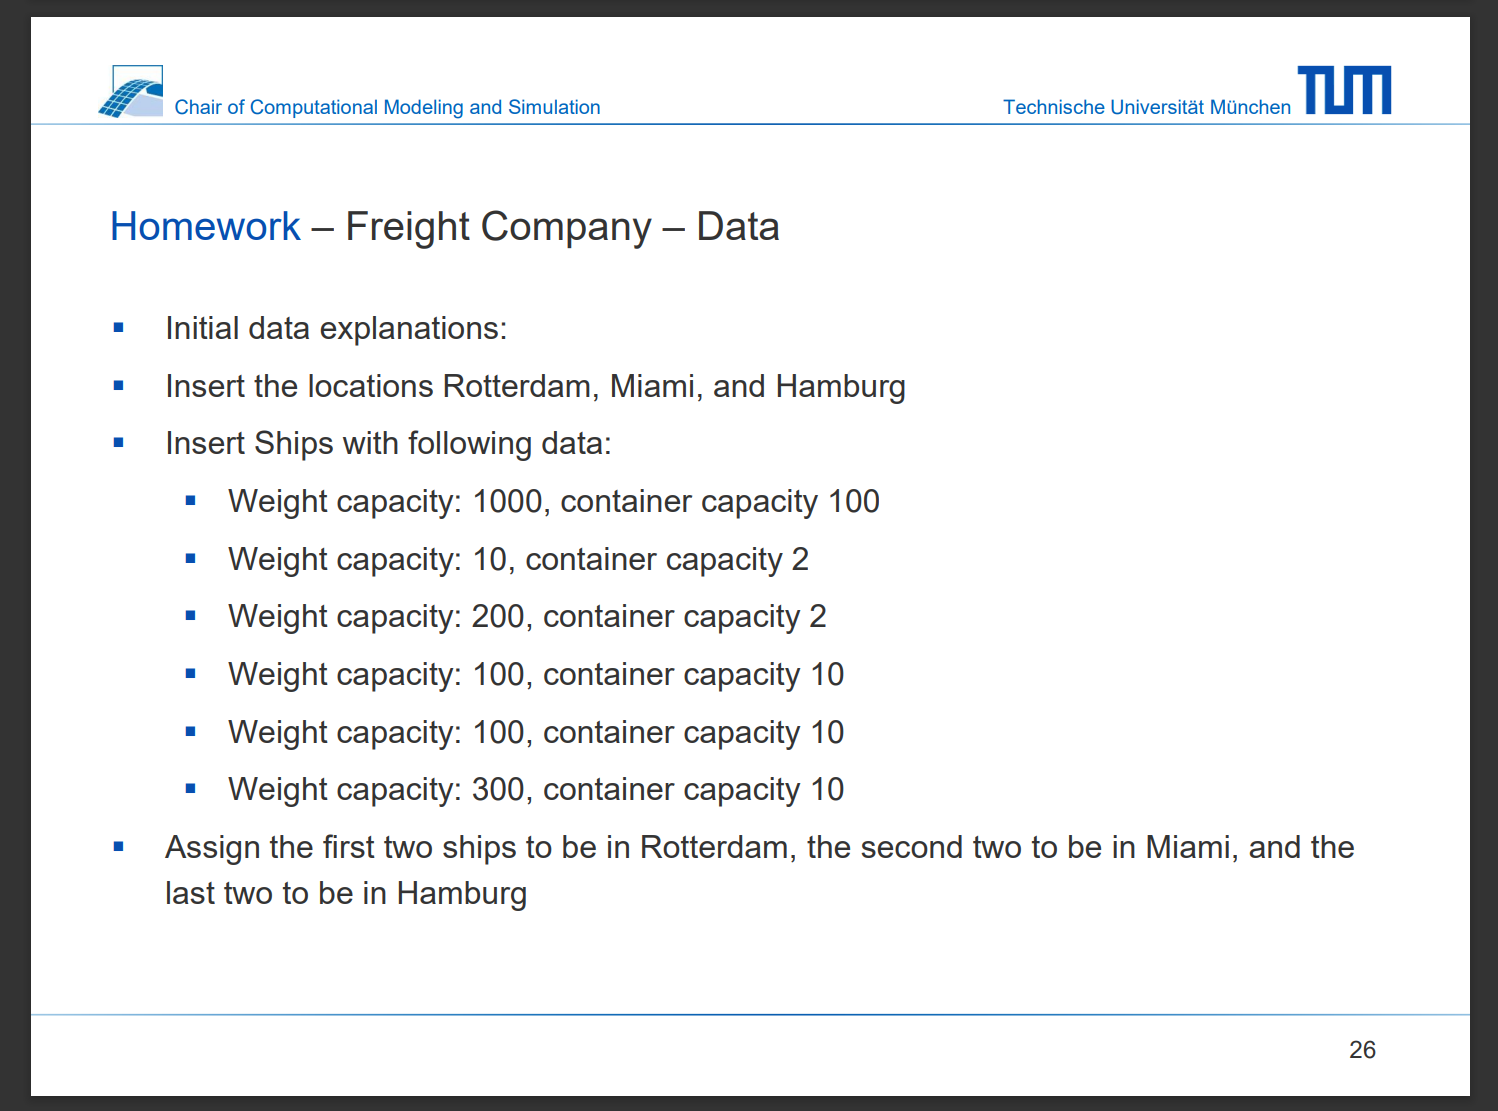 Chair of Computational Modeling and Simulation
Technische Universität München
TUM
Homework – Freight Company – Data
▪ Initial data explanations:
▪ Insert the locations Rotterdam, Miami, and Hamburg
▪ Insert Ships with following data:
▪ Weight capacity: 1000, container capacity 100
▪ Weight capacity: 10, container capacity 2
▪ Weight capacity: 200, container capacity 2
▪ Weight capacity: 100, container capacity 10
▪ Weight capacity: 100, container capacity 10
▪ Weight capacity: 300, container capacity 10
▪ Assign the first two ships to be in Rotterdam, the second two to be in Miami, and the
last two to be in Hamburg
26